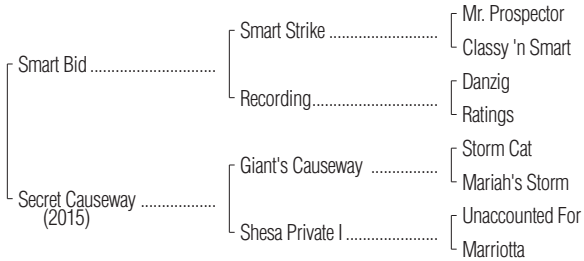 Mr. Prospector
Smart Strike ........................
Classy 'n Smart
Smart Bid ............................
Danzig
Recording............................
Ratings
Storm Cat
Giant's Causeway ................
Mariah's Storm
Secret Causeway .................
(2015)
Unaccounted For
Shesa Private I.....................
Marriotta